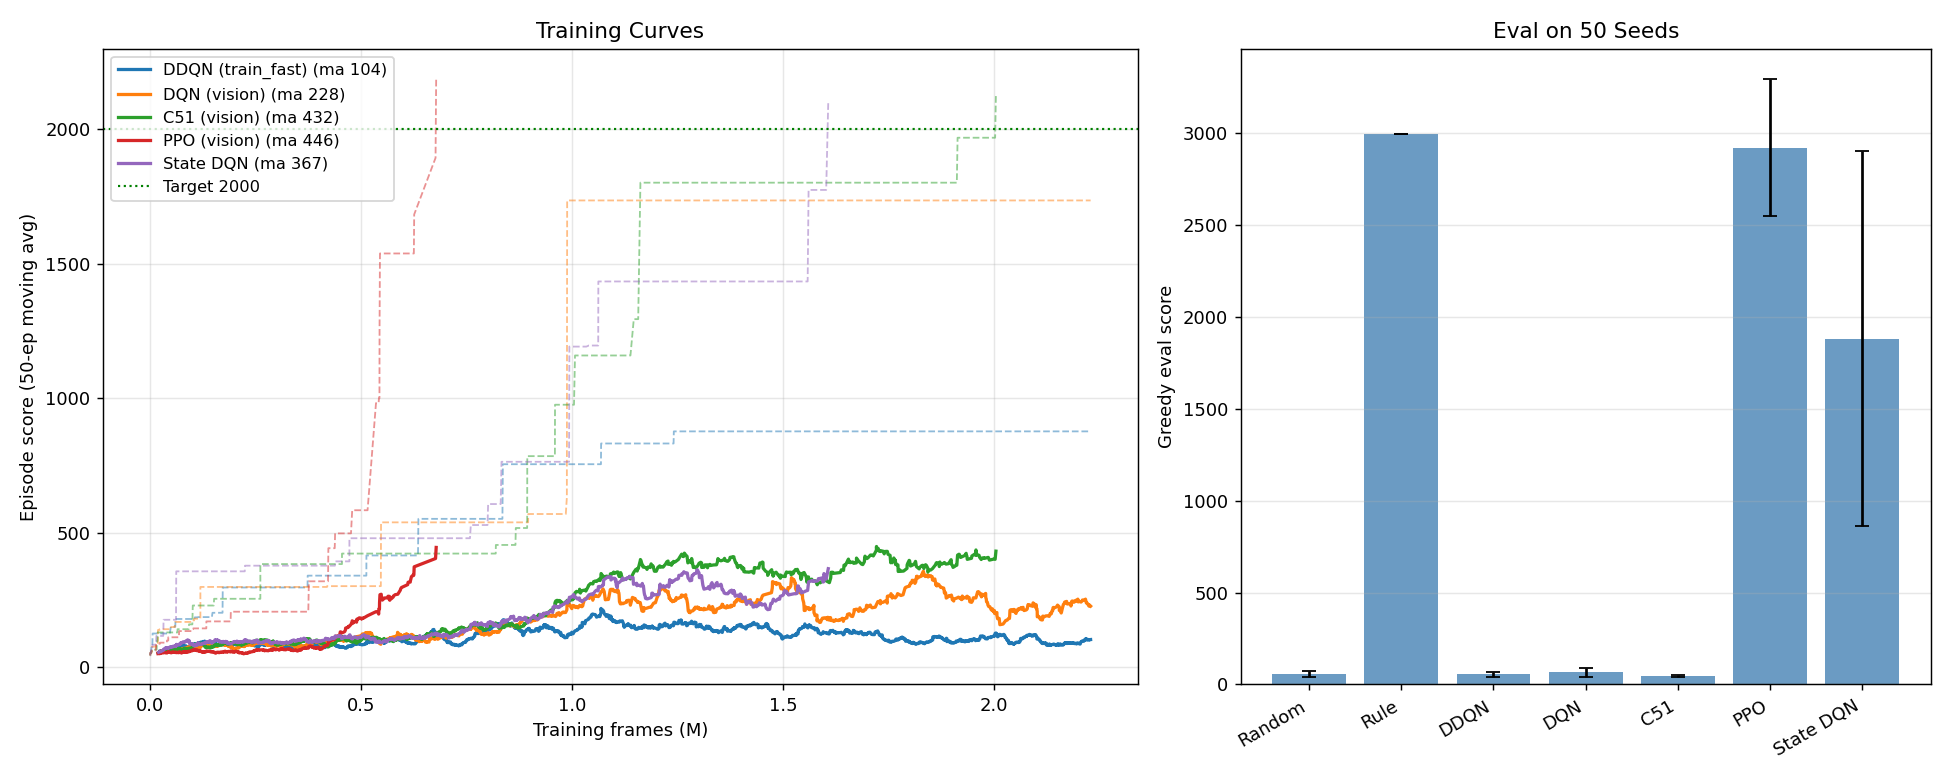 Training Curves
DDQN (train_fast) (ma 104)
DQN (vision) (ma 228)
C51 (vision) (ma 432)
PPO (vision) (ma 446)
State DQN (ma 367)
Target 2000
Episode score (50-ep moving avg)
2000
1500
1000
500
0
0.0 0.5 1.0 1.5 2.0
Training frames (M)
Eval on 50 Seeds
Greedy eval score
3000
2500
2000
1500
1000
500
0
Random Rule DDQN DQN C51 PPO State DQN